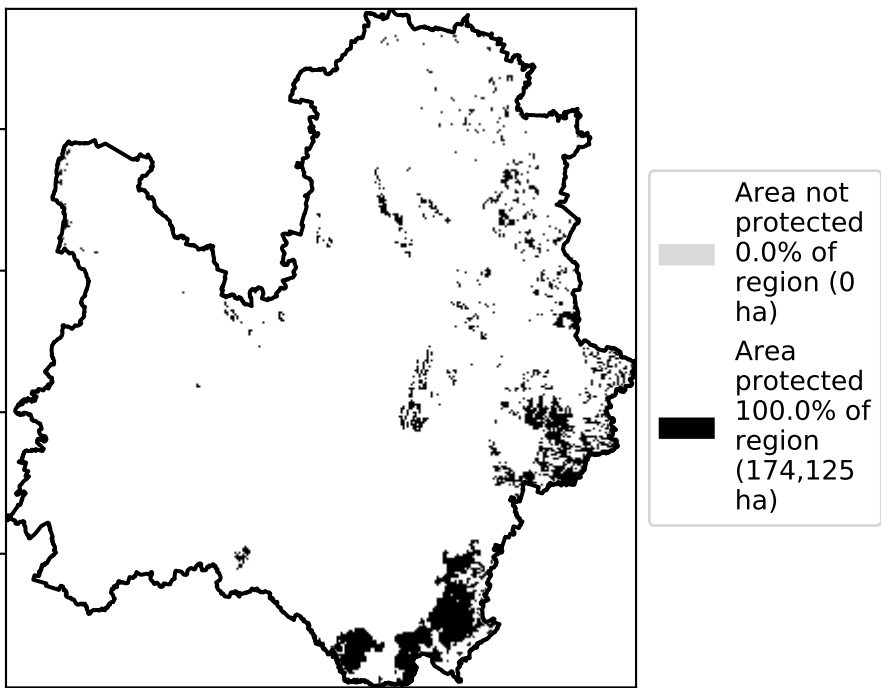 Area not
protected
0.0% of
region (0
ha)
Area
protected
100.0% of
region
(174,125
ha)